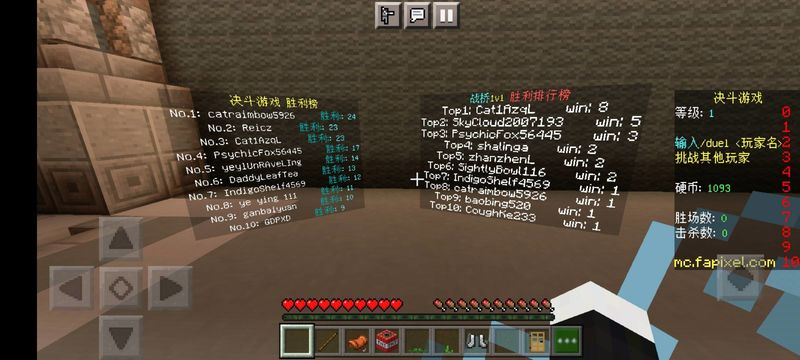 决斗游戏 胜利榜
No.1: catraimbow5926 胜利: 24
No.2: Reicz 胜利: 23
No.3: Cat1AzqL 胜利: 23
No.4: PsychicFox56445 胜利: 17
No.5: yeyiUnRaveLIng 胜利: 14
No.6: DaddyLeafTea 胜利: 13
No.7: IndigoShelf4569 胜利: 12
No.8: ye ying 111 胜利: 11
No.9: ganbaiyuan 胜利: 10
No.10: GDPXD 胜利: 9
战桥1v1 胜利排行榜
Top1: Cat1AzqL win: 8
Top2: SkyCloud2007193 win: 5
Top3: PsychicFox56445 win: 3
Top4: shalinga win: 2
Top5: zhanzhenL win: 2
Top6: SightlyBowl116 win: 2
Top7: IndigoShelf4569 win: 1
Top8: catraimbow5926 win: 1
Top9: baobing520 win: 1
Top10: CoughKe233 win: 1
决斗游戏
等级: 1 0
1
输入/duel <玩家名> 2
挑战其他玩家 3
4
硬币: 1093 5
6
胜场数: 0 7
击杀数: 0 8
9
mc.fapixel.com 10